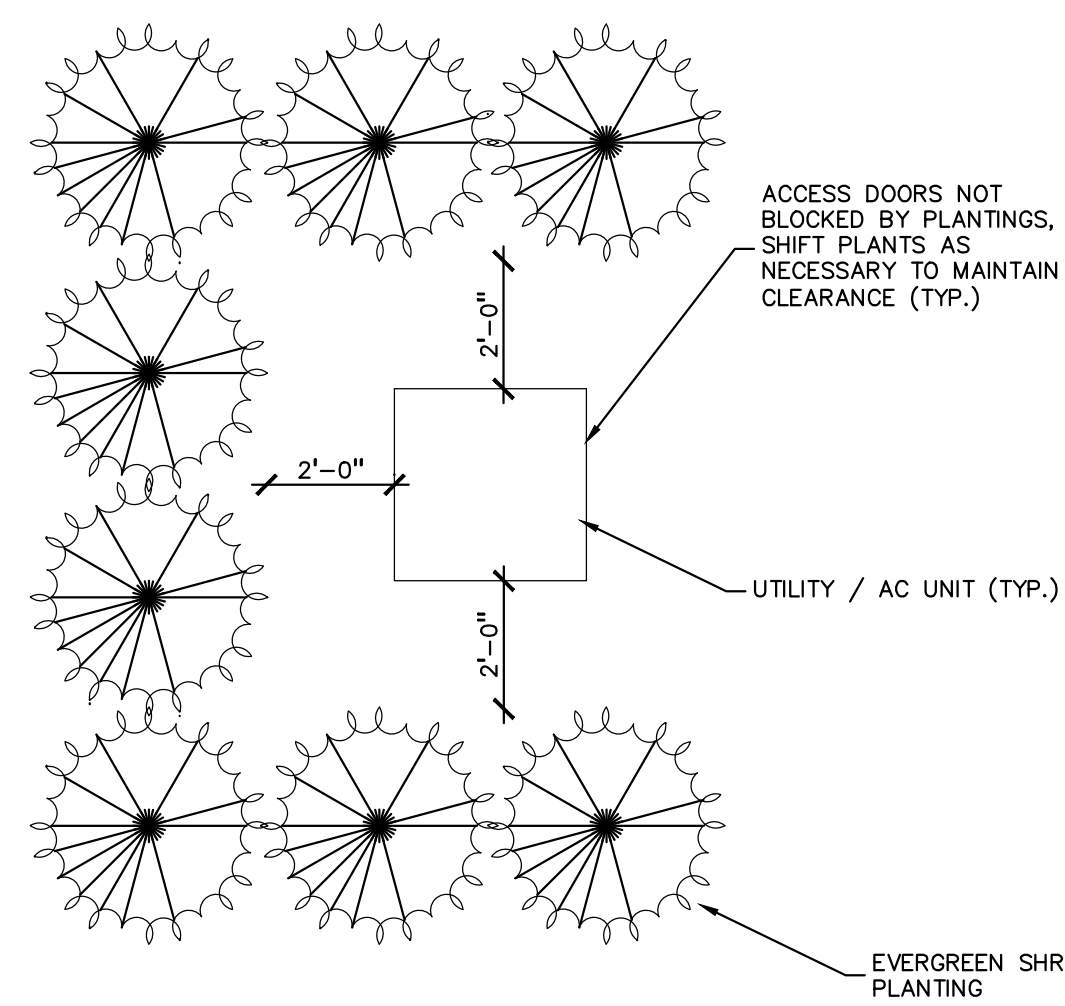 ACCESS DOORS NOT
BLOCKED BY PLANTINGS,
SHIFT PLANTS AS
NECESSARY TO MAINTAIN
CLEARANCE (TYP.)
2'-0"
2'-0"
UTILITY / AC UNIT (TYP.)
2'-0"
EVERGREEN SHR
PLANTING